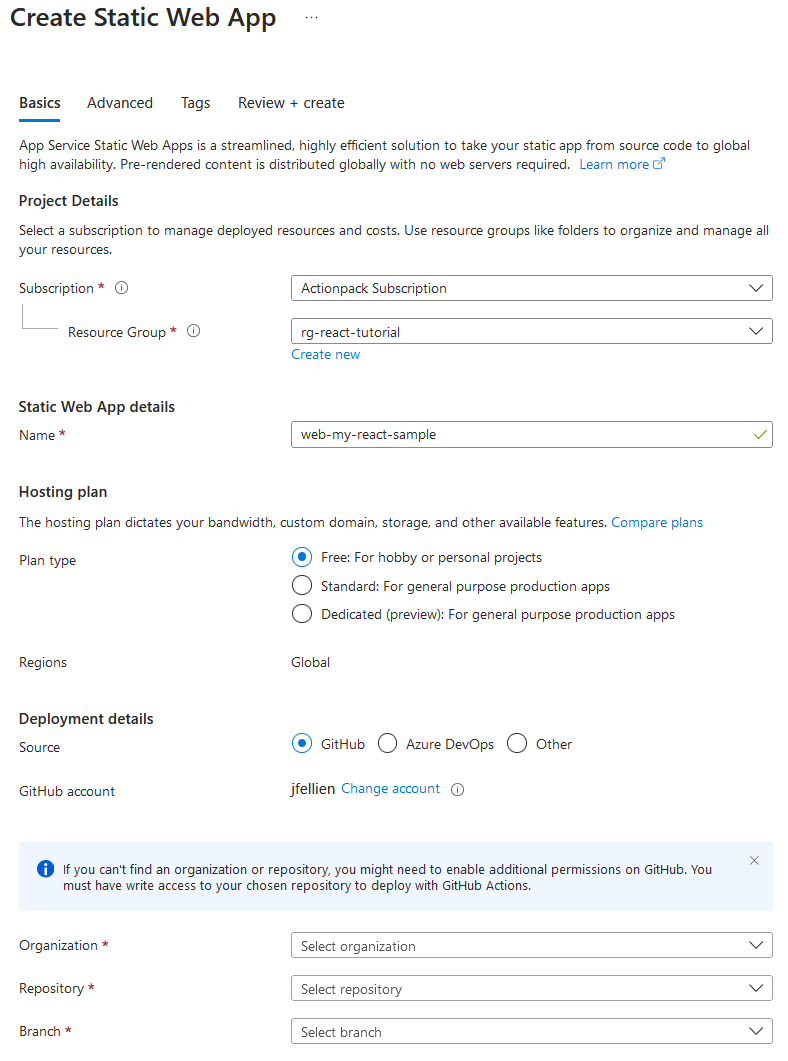 Create Static Web App ...
Basics Advanced Tags Review + create
App Service Static Web Apps is a streamlined, highly efficient solution to take your static app from source code to global
high availability. Pre-rendered content is distributed globally with no web servers required. Learn more
Project Details
Select a subscription to manage deployed resources and costs. Use resource groups like folders to organize and manage all
your resources.
Subscription * Actionpack Subscription
Resource Group * rg-react-tutorial
Create new
Static Web App details
Name * web-my-react-sample
Hosting plan
The hosting plan dictates your bandwidth, custom domain, storage, and other available features. Compare plans
Plan type Free: For hobby or personal projects
Standard: For general purpose production apps
Dedicated (preview): For general purpose production apps
Regions Global
Deployment details
Source GitHub Azure DevOps Other
GitHub account jfellien Change account
If you can't find an organization or repository, you might need to enable additional permissions on GitHub. You
must have write access to your chosen repository to deploy with GitHub Actions.
Organization * Select organization
Repository * Select repository
Branch * Select branch